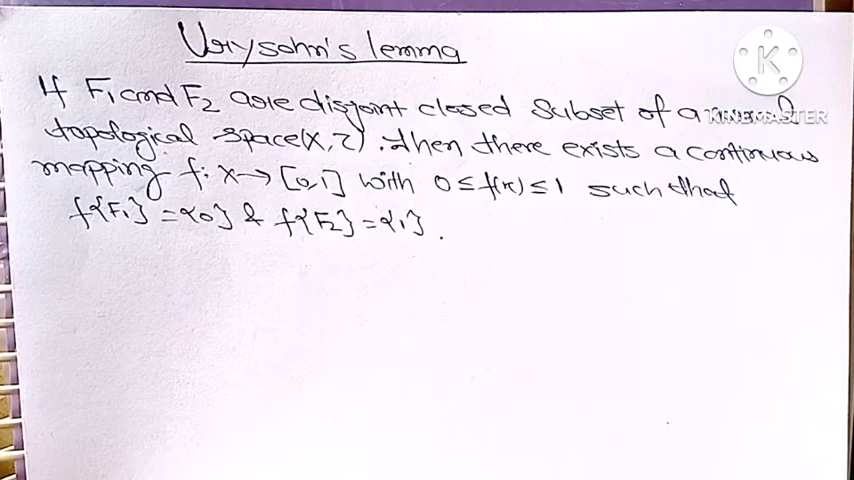 Urysohn's lemma
If F₁ and F₂ are disjoint closed subset of a normal
topological space (X, τ). Then there exists a continuous
mapping f: X → [0,1] with 0 ≤ f(x) ≤ 1 such that
f{F₁} = {0} & f{F₂} = {1}.
K
KINEMASTER